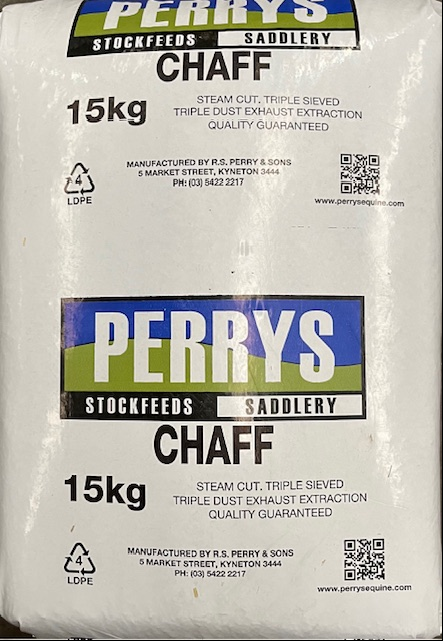 PERRYS
STOCKFEEDS SADDLERY
CHAFF
15kg
STEAM CUT. TRIPLE SIEVED
TRIPLE DUST EXHAUST EXTRACTION
QUALITY GUARANTEED
MANUFACTURED BY R.S. PERRY & SONS
5 MARKET STREET, KYNETON 3444
PH: (03) 5422 2217
4
LDPE
www.perrysequine.com
PERRYS
STOCKFEEDS SADDLERY
CHAFF
15kg
STEAM CUT. TRIPLE SIEVED
TRIPLE DUST EXHAUST EXTRACTION
QUALITY GUARANTEED
MANUFACTURED BY R.S. PERRY & SONS
5 MARKET STREET, KYNETON 3444
PH: (03) 5422 2217
4
LDPE
www.perrysequine.com